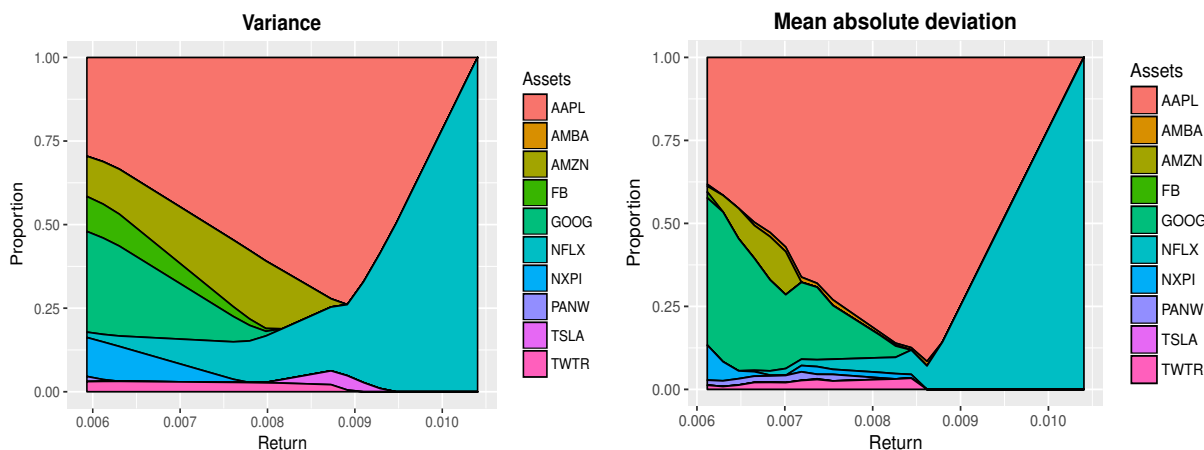 Variance
Proportion
1.00
0.75
0.50
0.25
0.00
0.006 0.007 0.008 0.009 0.010
Return
Assets
AAPL
AMBA
AMZN
FB
GOOG
NFLX
NXPI
PANW
TSLA
TWTR
Mean absolute deviation
Proportion
1.00
0.75
0.50
0.25
0.00
0.006 0.007 0.008 0.009 0.010
Return
Assets
AAPL
AMBA
AMZN
FB
GOOG
NFLX
NXPI
PANW
TSLA
TWTR